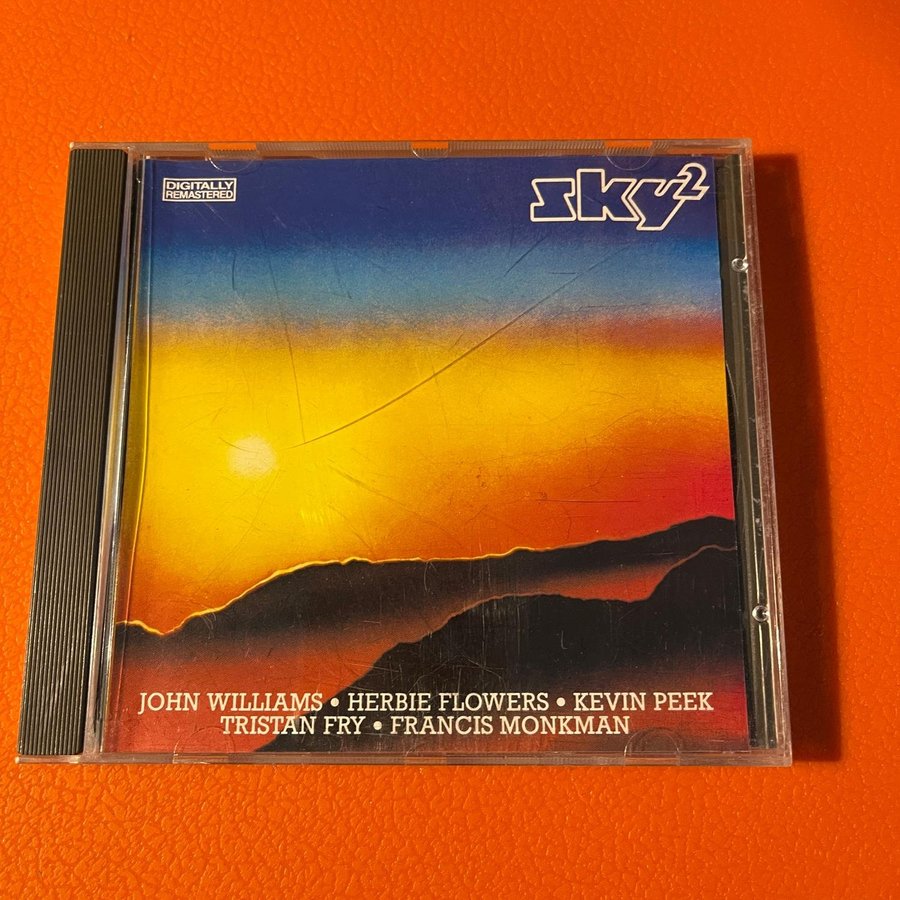 DIGITALLY
REMASTERED
sky²
JOHN WILLIAMS • HERBIE FLOWERS • KEVIN PEEK
TRISTAN FRY • FRANCIS MONKMAN